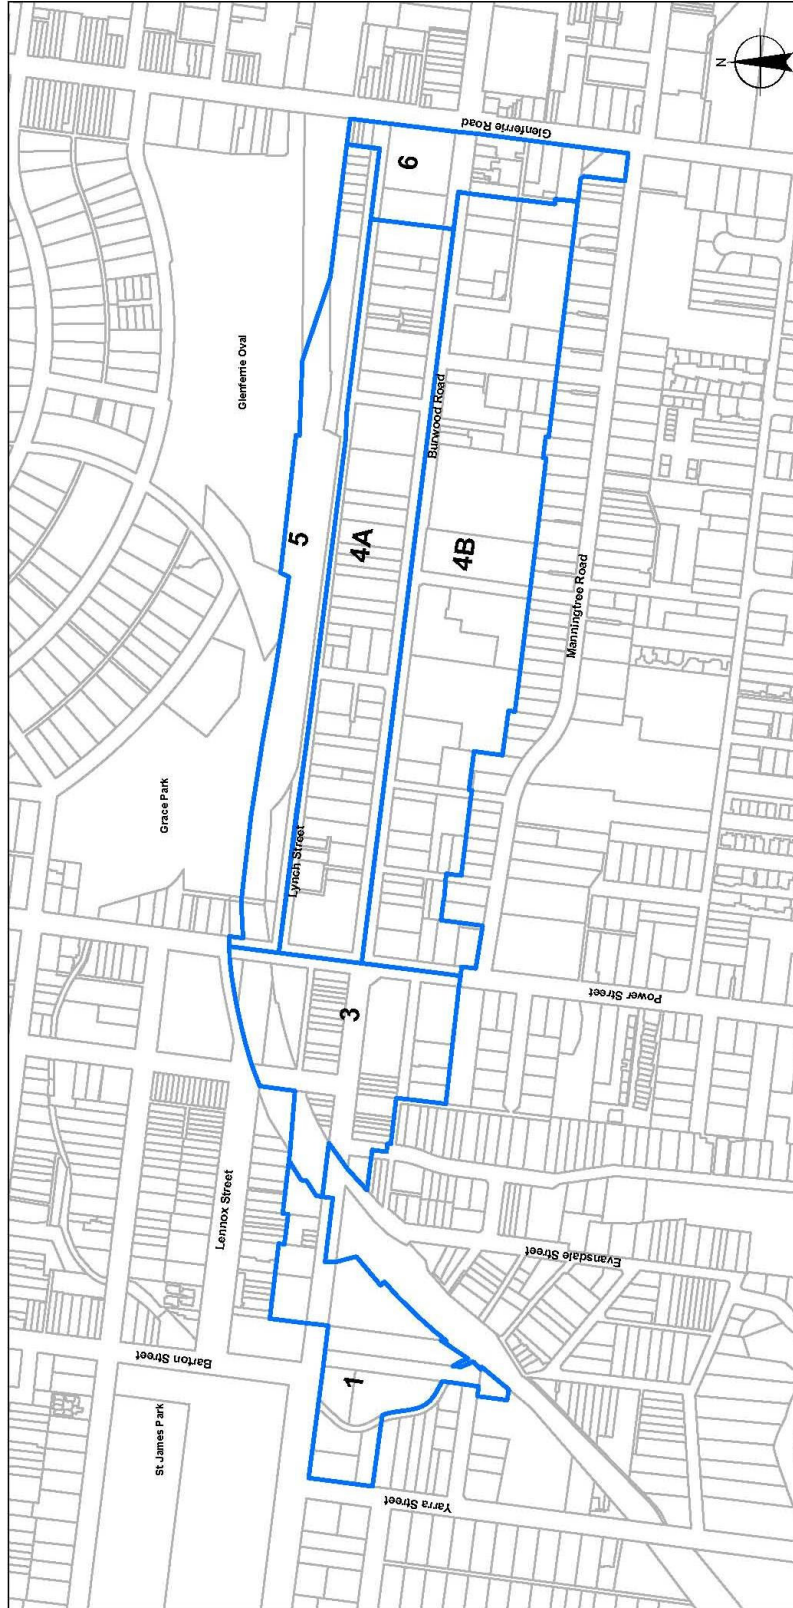 Glenferrie Oval
Grace Park
St James Park
Lennox Street
Barton Street
Yarra Street
Evansdale Street
Power Street
Manningtree Road
Burwood Road
Lynch Street
Glenferrie Road
1
3
4A
4B
5
6
N